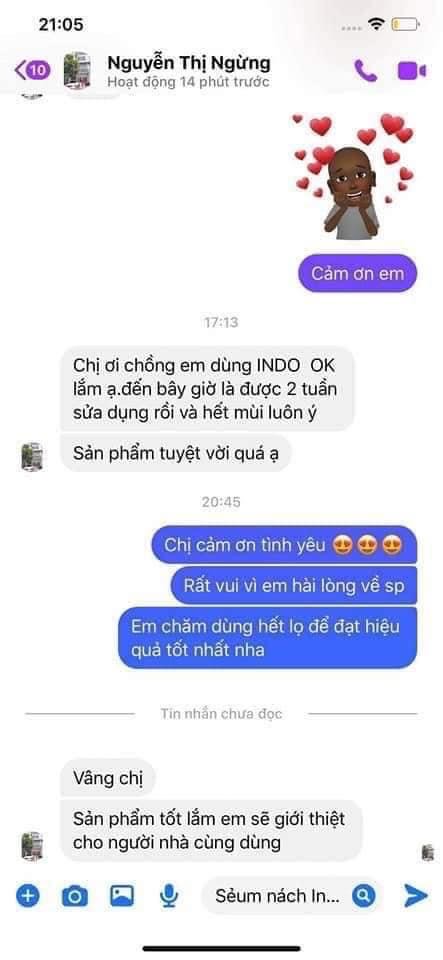 21:05
10
Nguyễn Thị Ngừng
Hoạt động 14 phút trước
Cảm ơn em
17:13
Chị ơi chồng em dùng INDO OK
lắm ạ.đến bây giờ là được 2 tuần
sửa dụng rồi và hết mùi luôn ý
Sản phẩm tuyệt vời quá ạ
20:45
Chị cảm ơn tình yêu 😍😍😍
Rất vui vì em hài lòng về sp
Em chăm dùng hết lọ để đạt hiệu
quả tốt nhất nha
Tin nhắn chưa đọc
Vâng chị
Sản phẩm tốt lắm em sẽ giới thiệt
cho người nhà cùng dùng
Sẻum nách In...